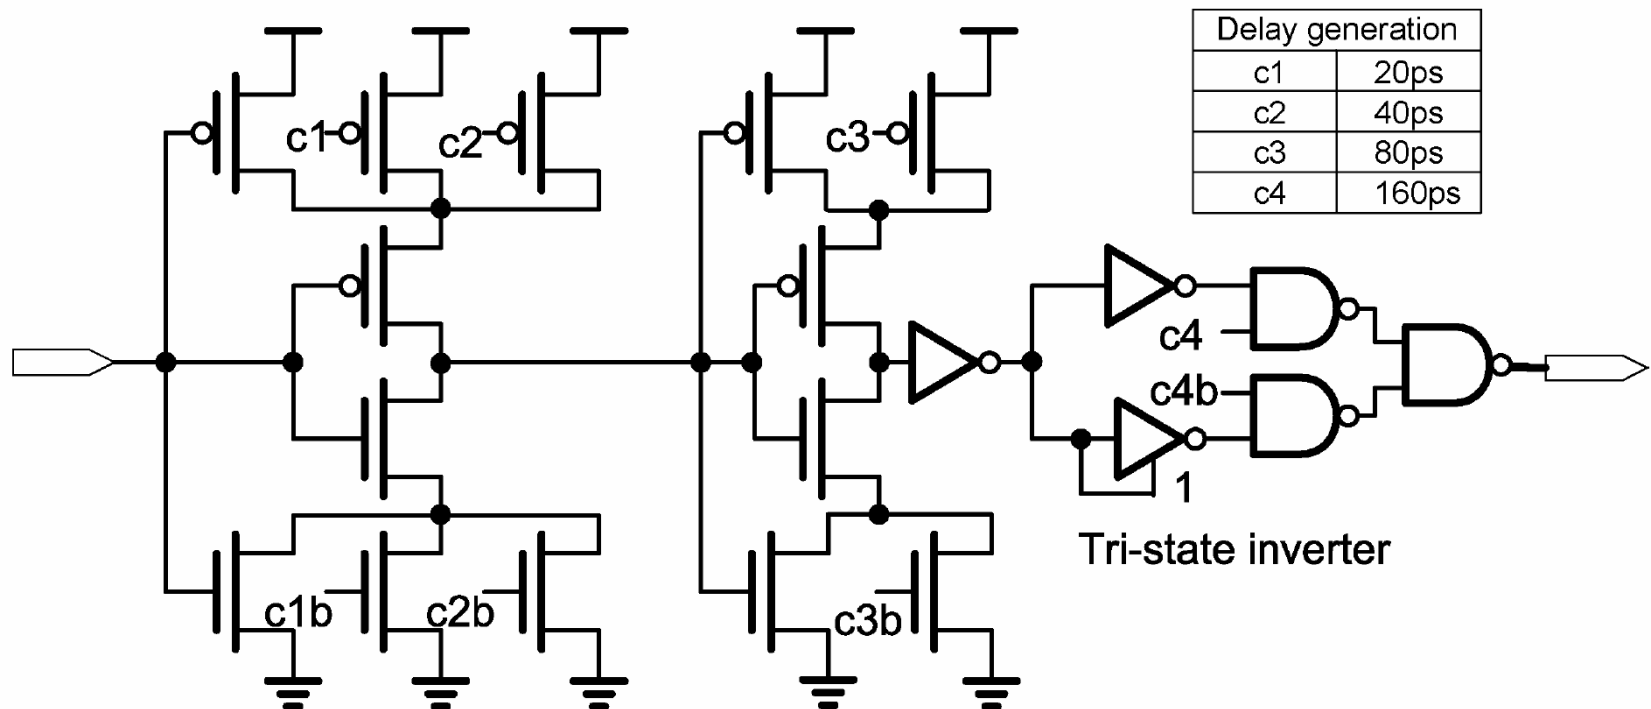 Delay generation
c1 20ps
c2 40ps
c3 80ps
c4 160ps
c1
c2
c3
c4
c4b
1
Tri-state inverter
c1b
c2b
c3b